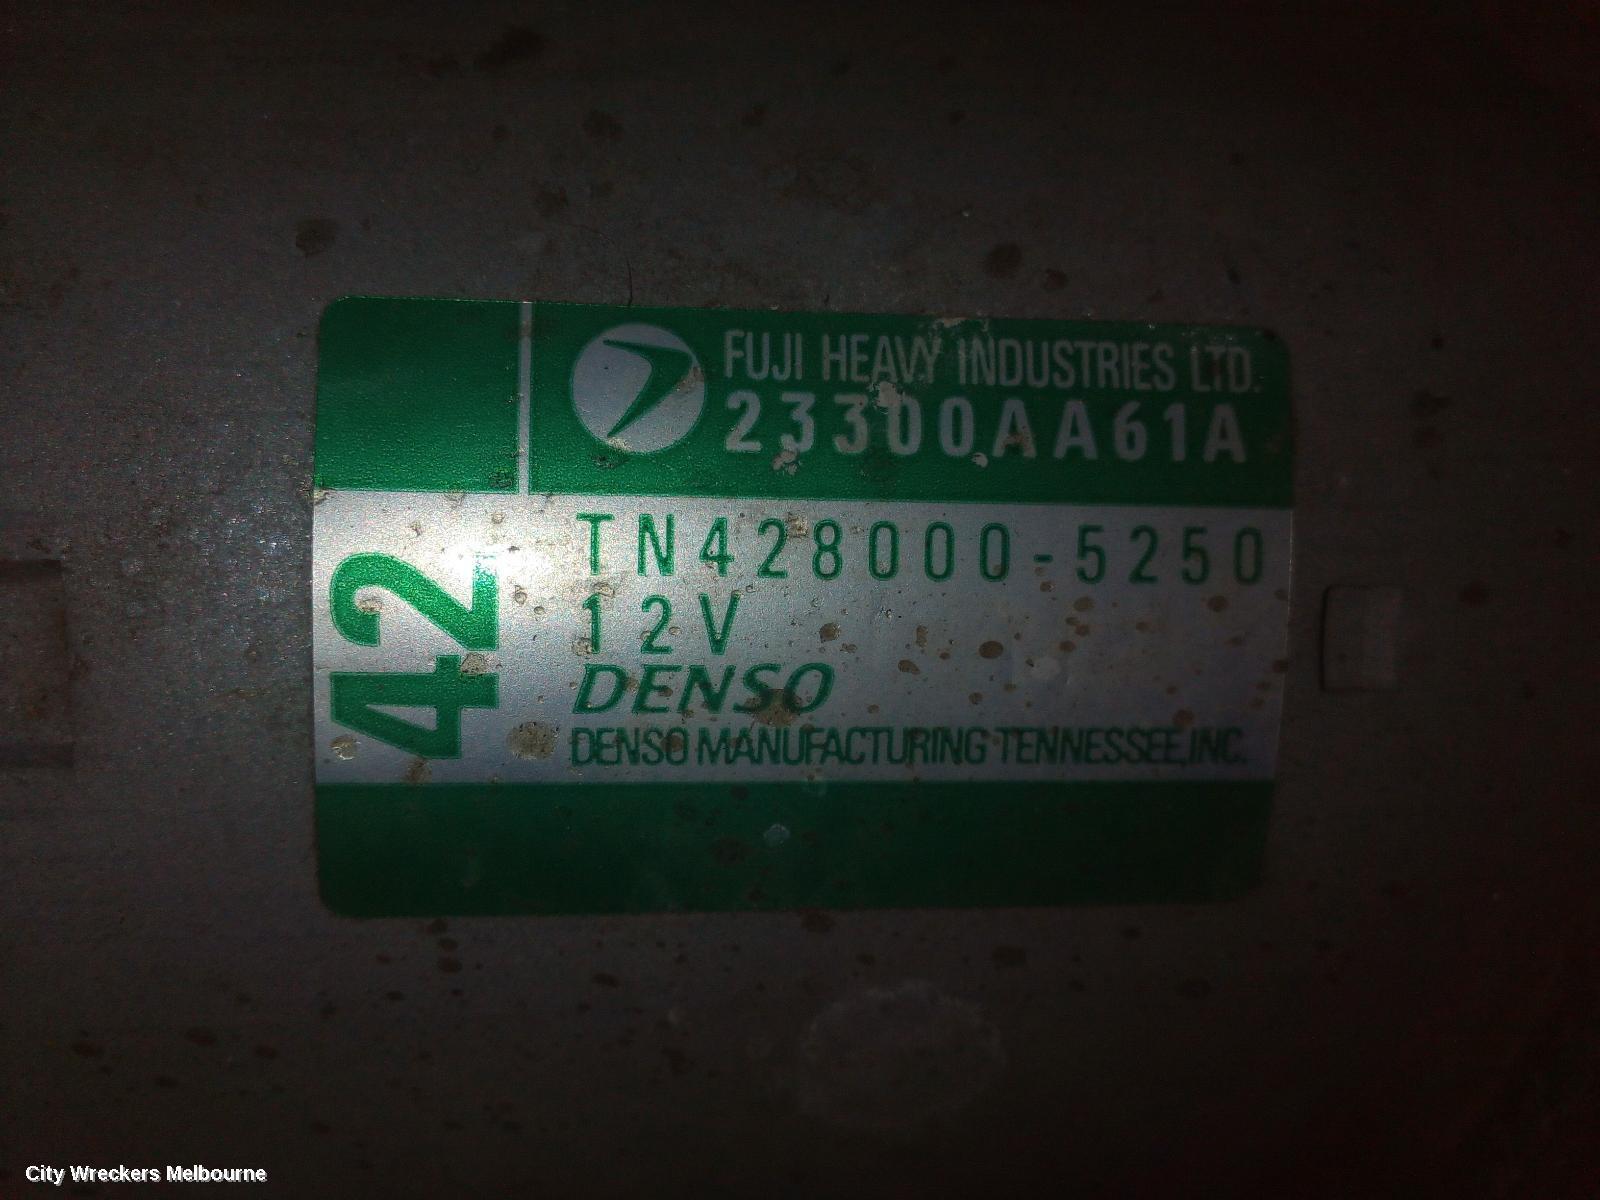 FUJI HEAVY INDUSTRIES LTD.
23300AA61A
42
TN428000-5250
12V
DENSO
DENSO MANUFACTURING TENNESSEE,INC.
City Wreckers Melbourne